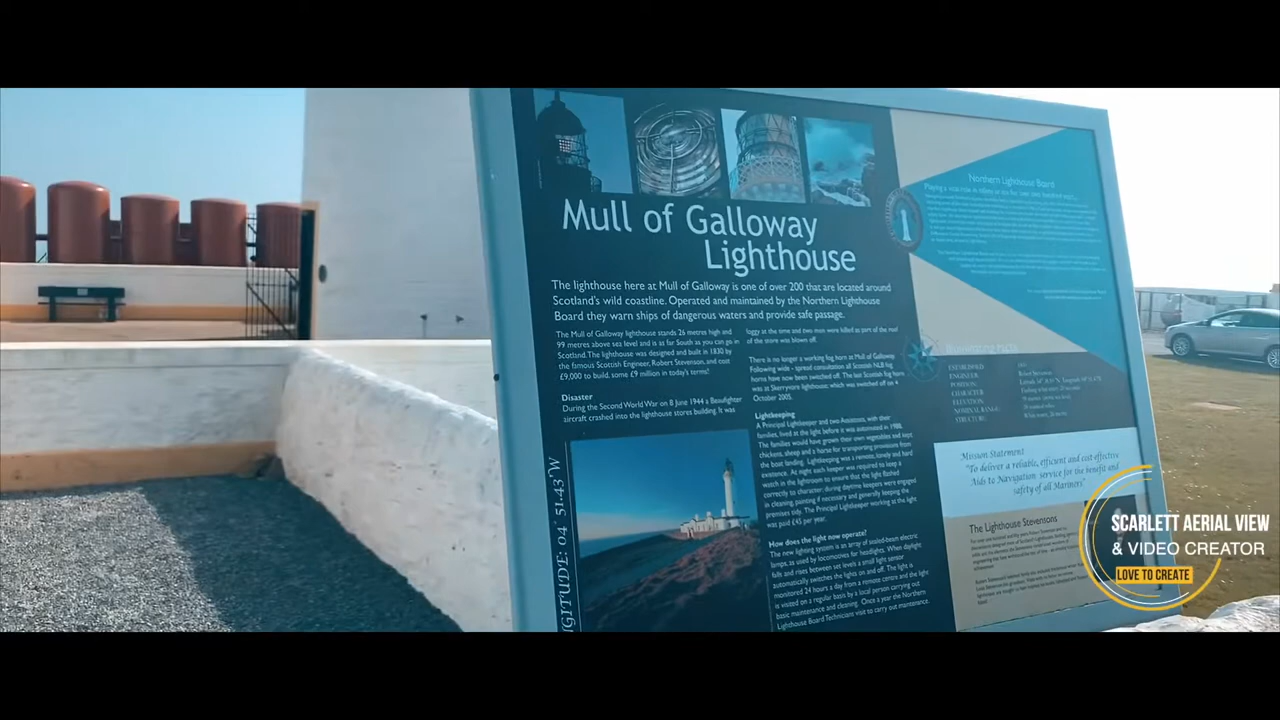 Mull of Galloway
Lighthouse
The lighthouse here at Mull of Galloway is one of over 200 that are located around
Scotland's wild coastline. Operated and maintained by the Northern Lighthouse
Board they warn ships of dangerous waters and provide safe passage.
The Mull of Galloway lighthouse stands 26 metres high and
99 metres above sea level and is as far South as you can go in
Scotland. The lighthouse was designed and built in 1830 by
the famous Scottish Engineer, Robert Stevenson, and cost
£9,000 to build, some £9 million in today's terms!
Disaster
During the Second World War on 8 June 1944 a Beaufighter
aircraft crashed into the lighthouse stores building. It was
foggy at the time and two men were killed as part of the roof
of the store was blown off.
There is no longer a working fog horn at Mull of Galloway.
Following wide - spread consultation all Scottish NLB fog
horns have now been switched off. The last Scottish fog horn
was at Skerryvore lighthouse; which was switched off on 4
October 2005.
Lightkeeping
A Principal Lightkeeper and two Assistants, with their
families, lived at the light before it was automated in 1988.
The families would have grown their own vegetables and kept
chickens, sheep and a horse for transporting provisions from
the boat landing. Lightkeeping was a remote, lonely and hard
existence. At night each keeper was required to keep a
watch in the lightroom to ensure that the light flashed
correctly to character; during daytime keepers were engaged
in cleaning, painting if necessary and generally keeping the
premises tidy. The Principal Lightkeeper working at the light
was paid £45 per year.
How does the light now operate?
The new lighting system is an array of sealed-beam electric
lamps, as used by locomotives for headlights. When daylight
falls and rises between set levels a small light sensor
automatically switches the lights on and off. The light is
monitored 24 hours a day from a remote centre and the light
is visited on a regular basis by a local person carrying out
basic maintenance and cleaning. Once a year the Northern
Lighthouse Board Technicians visit to carry out maintenance.
GITUDE: 04° 51.43'W
Northern Lighthouse Board
ESTABLISHED:
ENGINEER:
Robert Stevenson
POSITION:
CHARACTER:
ELEVATION:
NOMINAL RANGE:
STRUCTURE:
Mission Statement
"To deliver a reliable, efficient and cost effective
Aids to Navigation service for the benefit and
safety of all Mariners"
The Lighthouse Stevensons
SCARLETT AERIAL VIEW
& VIDEO CREATOR
LOVE TO CREATE